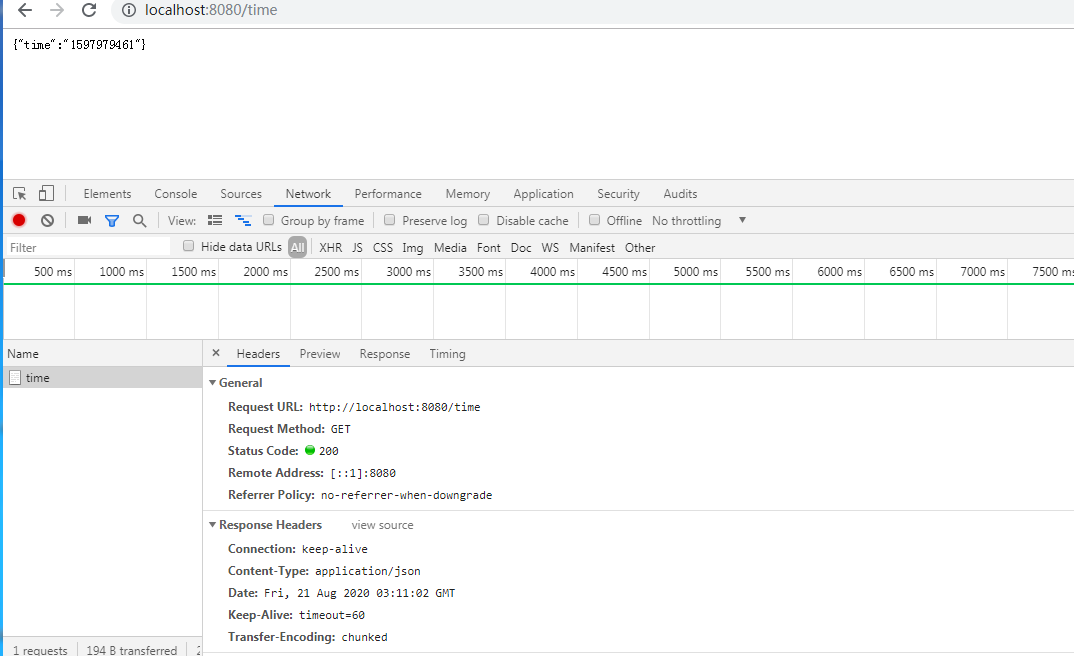 localhost:8080/time
{"time":"1597979461"}
Elements Console Sources Network Performance Memory Application Security Audits
View: Group by frame Preserve log Disable cache Offline No throttling
Filter Hide data URLs All XHR JS CSS Img Media Font Doc WS Manifest Other
500 ms 1000 ms 1500 ms 2000 ms 2500 ms 3000 ms 3500 ms 4000 ms 4500 ms 5000 ms 5500 ms 6000 ms 6500 ms 7000 ms 7500 ms
Name × Headers Preview Response Timing
time
General
Request URL: http://localhost:8080/time
Request Method: GET
Status Code: 200
Remote Address: [::1]:8080
Referrer Policy: no-referrer-when-downgrade
Response Headers view source
Connection: keep-alive
Content-Type: application/json
Date: Fri, 21 Aug 2020 03:11:02 GMT
Keep-Alive: timeout=60
Transfer-Encoding: chunked
1 requests 194 B transferred